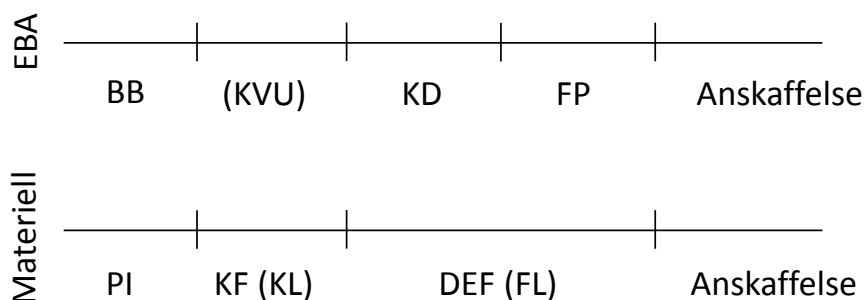 EBA
BB (KVU) KD FP Anskaffelse
Materiell
PI KF (KL) DEF (FL) Anskaffelse